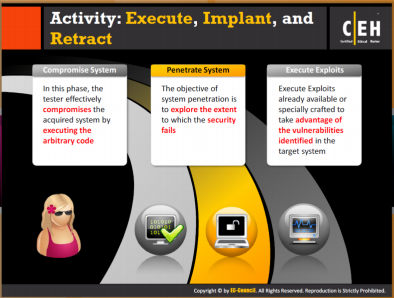 Activity: Execute, Implant, and
Retract
C|EH
Certified Ethical Hacker
Compromise System
In this phase, the
tester effectively
compromises the
acquired system by
executing the
arbitrary code
Penetrate System
The objective of
system penetration is
to explore the extent
to which the security
fails
Execute Exploits
Execute Exploits
already available or
specially crafted to
take advantage of
the vulnerabilities
identified in the
target system
Copyright © by EC-Council. All Rights Reserved. Reproduction is Strictly Prohibited.